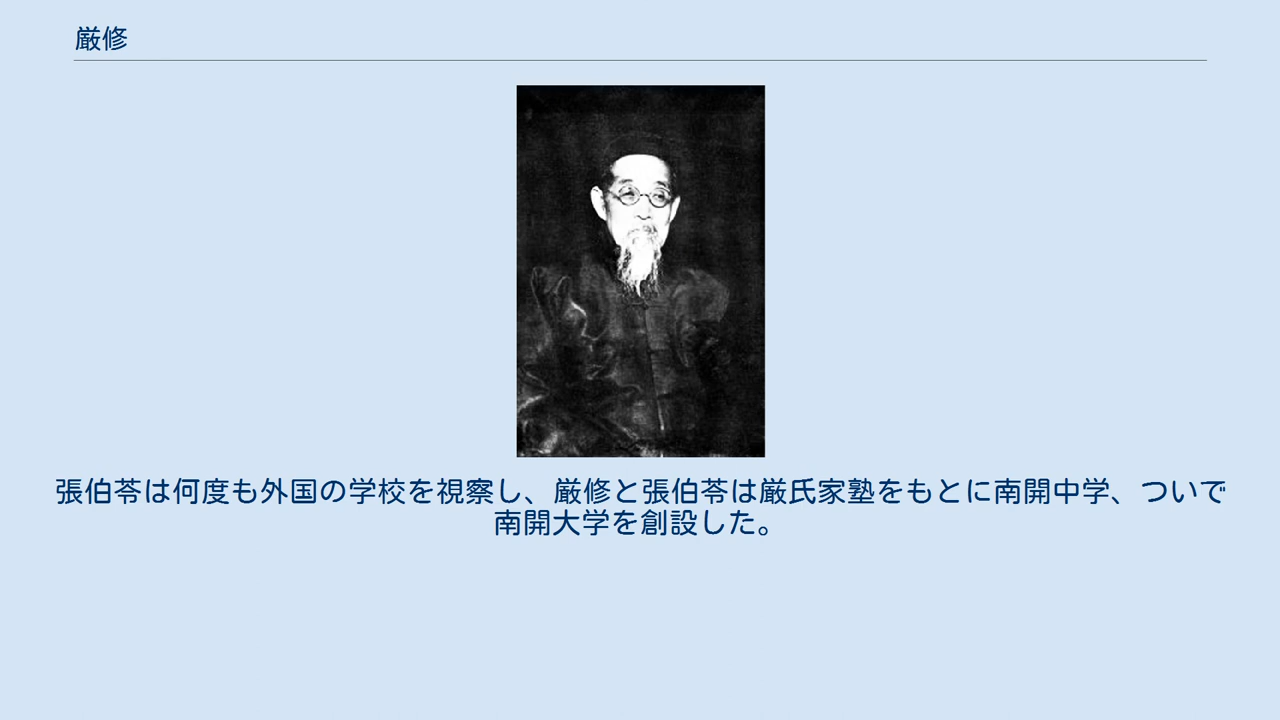 厳修
張伯苓は何度も外国の学校を視察し、厳修と張伯苓は厳氏家塾をもとに南開中学、ついで
南開大学を創設した。